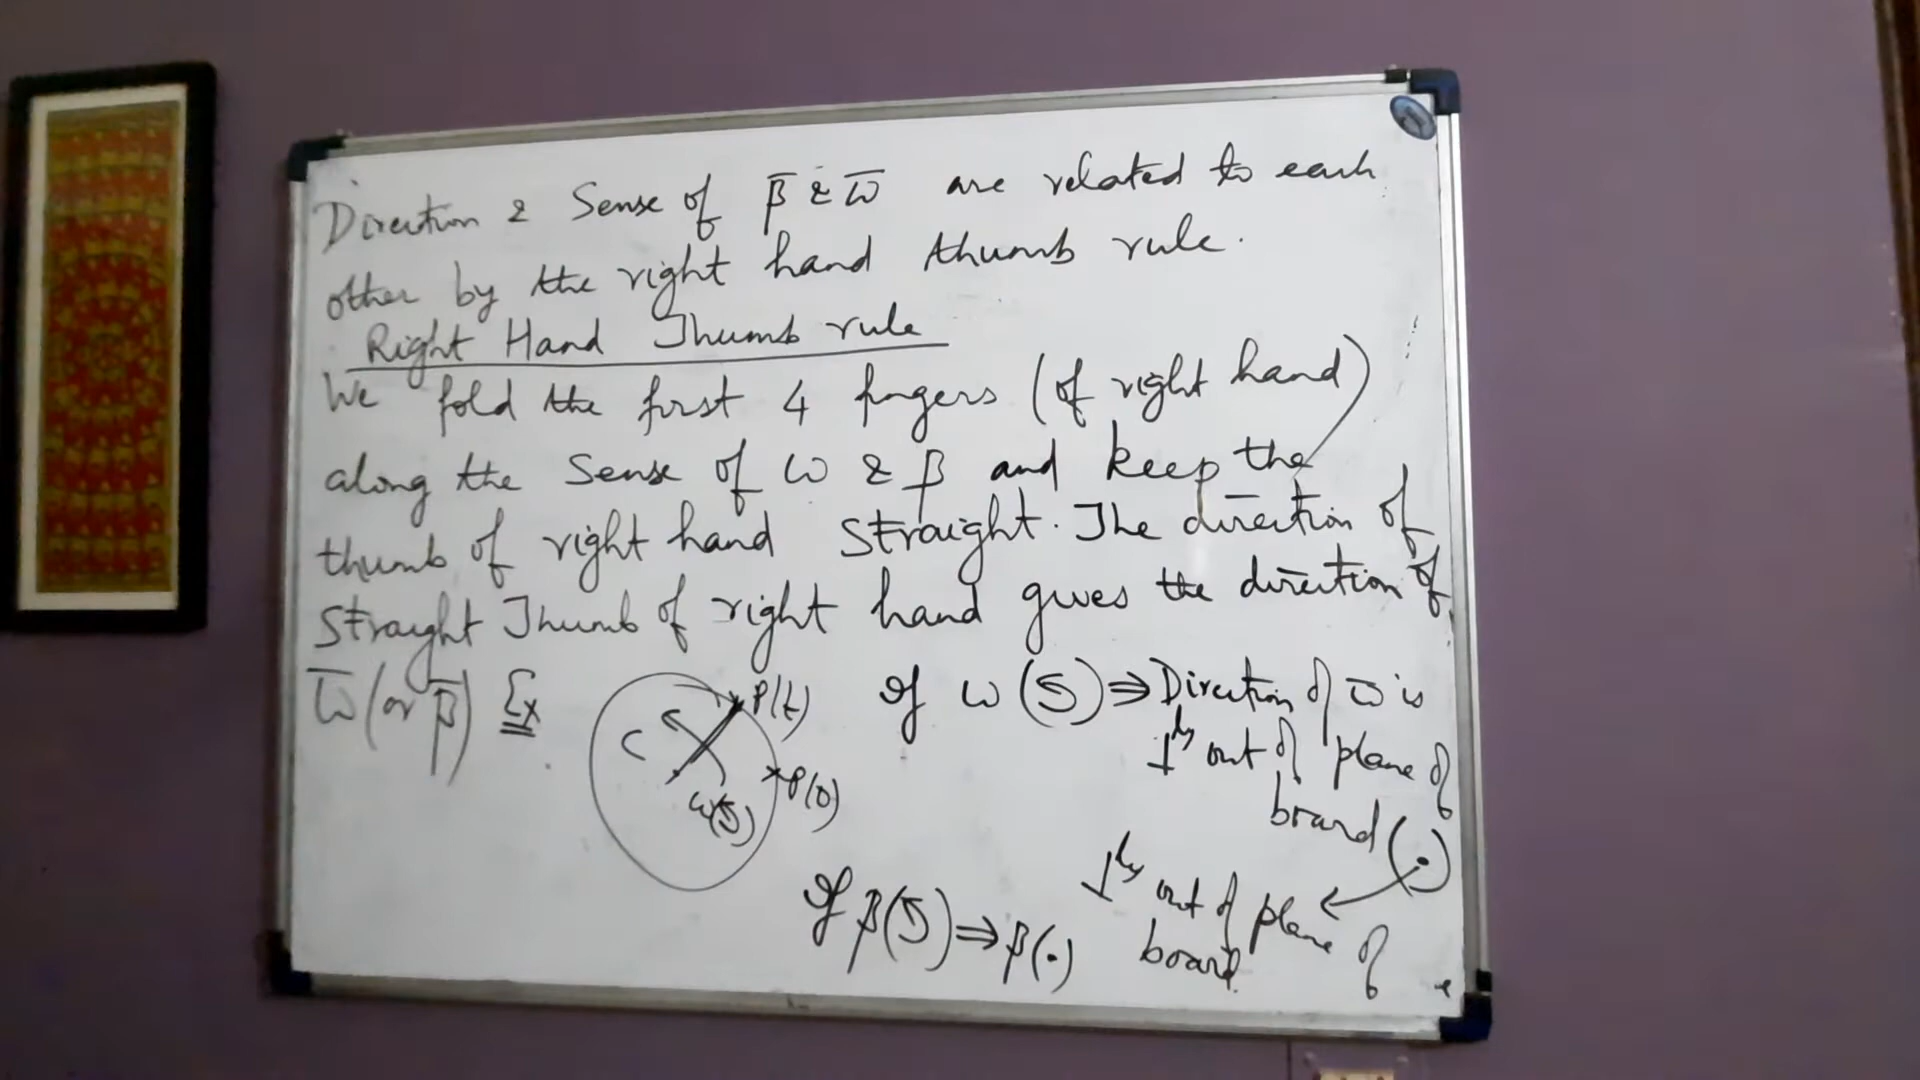 Direction & Sense of β̄ & ω̄ are related to each
other by the right hand thumb rule.
Right Hand Thumb rule
We fold the first 4 fingers (of right hand)
along the Sense of ω & β and keep the
thumb of right hand straight. The direction of
straight Thumb of right hand gives the direction of
ω̄ (or β̄) Ex
P(t)
C
P(0)
ω(↺)
If ω (↺) ⇒ Direction of ω̄ is
⊥ly out of plane of
board (·)
⊥ly out of plane of
board
If β(↺) ⇒ β(·)